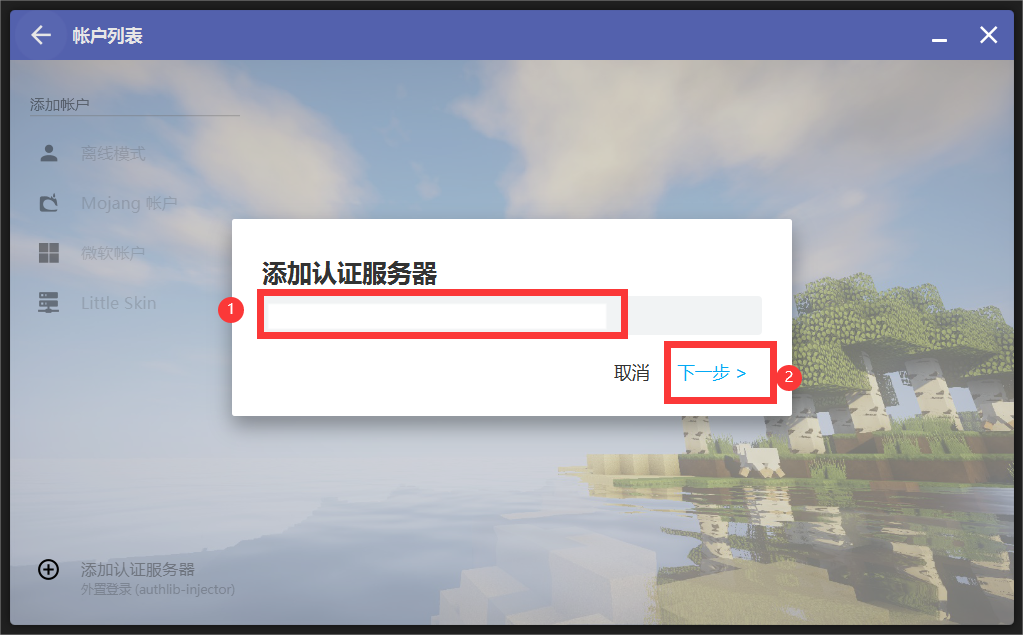 帐户列表
添加帐户
离线模式
Mojang 帐户
微软帐户
Little Skin
添加认证服务器
1
取消
下一步 >
2
添加认证服务器
外置登录 (authlib-injector)